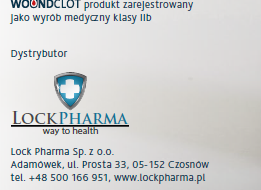 WOUNDCLOT produkt zarejestrowany
jako wyrób medyczny klasy IIb
Dystrybutor
LOCKPHARMA
way to health
Lock Pharma Sp. z o.o.
Adamówek, ul. Prosta 33, 05-152 Czosnów
tel. +48 500 166 951, www.lockpharma.pl